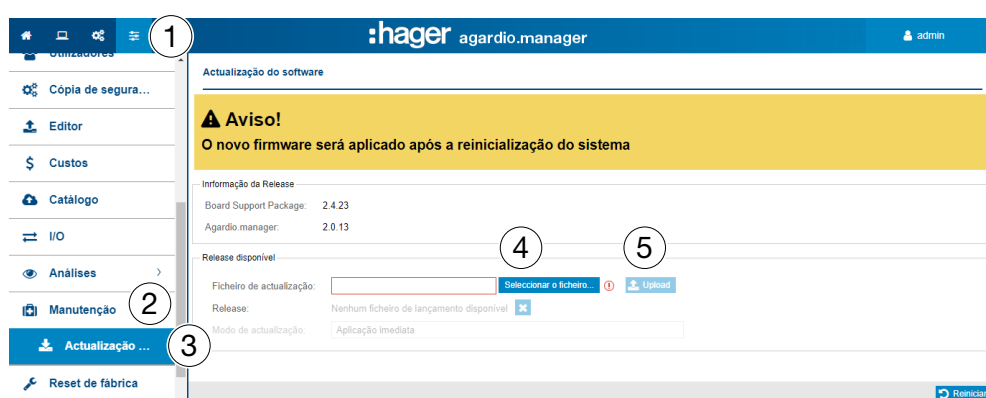 1
:hager agardio.manager
admin
Utilizadores
Cópia de segura...
Editor
Custos
Catálogo
I/O
Análises
Manutenção
2
Actualização ...
3
Reset de fábrica
Actualização do software
Aviso!
O novo firmware será aplicado após a reinicialização do sistema
Informação da Release
Board Support Package: 2.4.23
Agardio.manager: 2.0.13
Release disponível
4
5
Ficheiro de actualização: Seleccionar o ficheiro... Upload
Release: Nenhum ficheiro de lançamento disponível
Modo de actualização: Aplicação imediata
Reiniciar